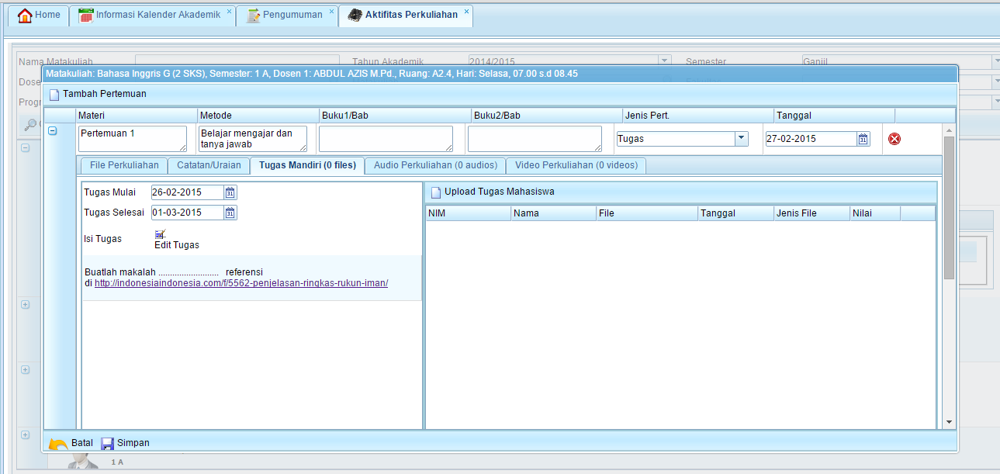 Home Informasi Kalender Akademik Pengumuman Aktifitas Perkuliahan
Nama Matakuliah Tahun Akademik 2014/2015 Semester Ganjil
Matakuliah: Bahasa Inggris G (2 SKS), Semester: 1 A, Dosen 1: ABDUL AZIS M.Pd., Ruang: A2.4, Hari: Selasa, 07.00 s.d 08.45
Dose
Tambah Pertemuan
Progr
Materi Metode Buku1/Bab Buku2/Bab Jenis Pert. Tanggal
Pertemuan 1 Belajar mengajar dan
tanya jawab
Tugas 27-02-2015
File Perkuliahan Catatan/Uraian Tugas Mandiri (0 files) Audio Perkuliahan (0 audios) Video Perkuliahan (0 videos)
Tugas Mulai 26-02-2015 Upload Tugas Mahasiswa
Tugas Selesai 01-03-2015 NIM Nama File Tanggal Jenis File Nilai
Isi Tugas
Edit Tugas
Buatlah makalah .......................... referensi
di http://indonesiaindonesia.com/f/5562-penjelasan-ringkas-rukun-iman/
Batal Simpan
1 A